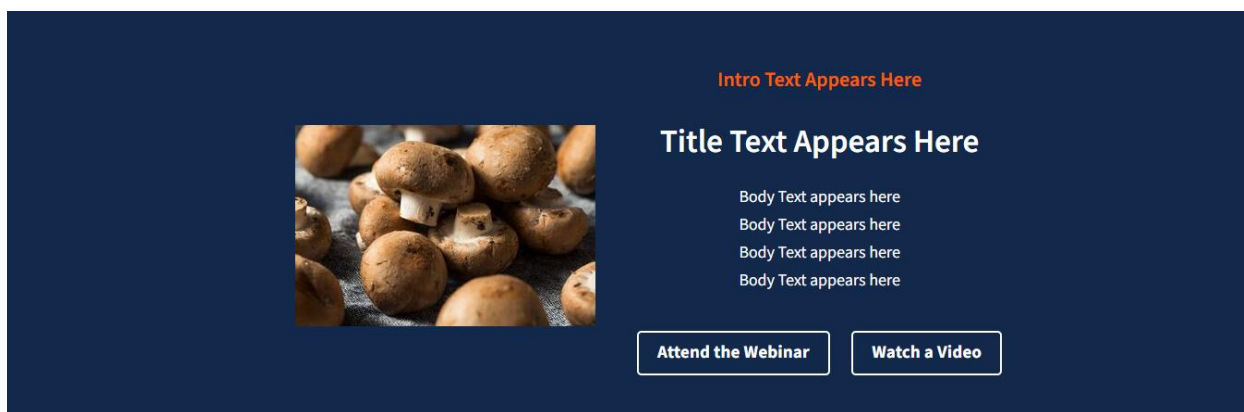 Intro Text Appears Here
Title Text Appears Here
Body Text appears here
Body Text appears here
Body Text appears here
Body Text appears here
Attend the Webinar
Watch a Video